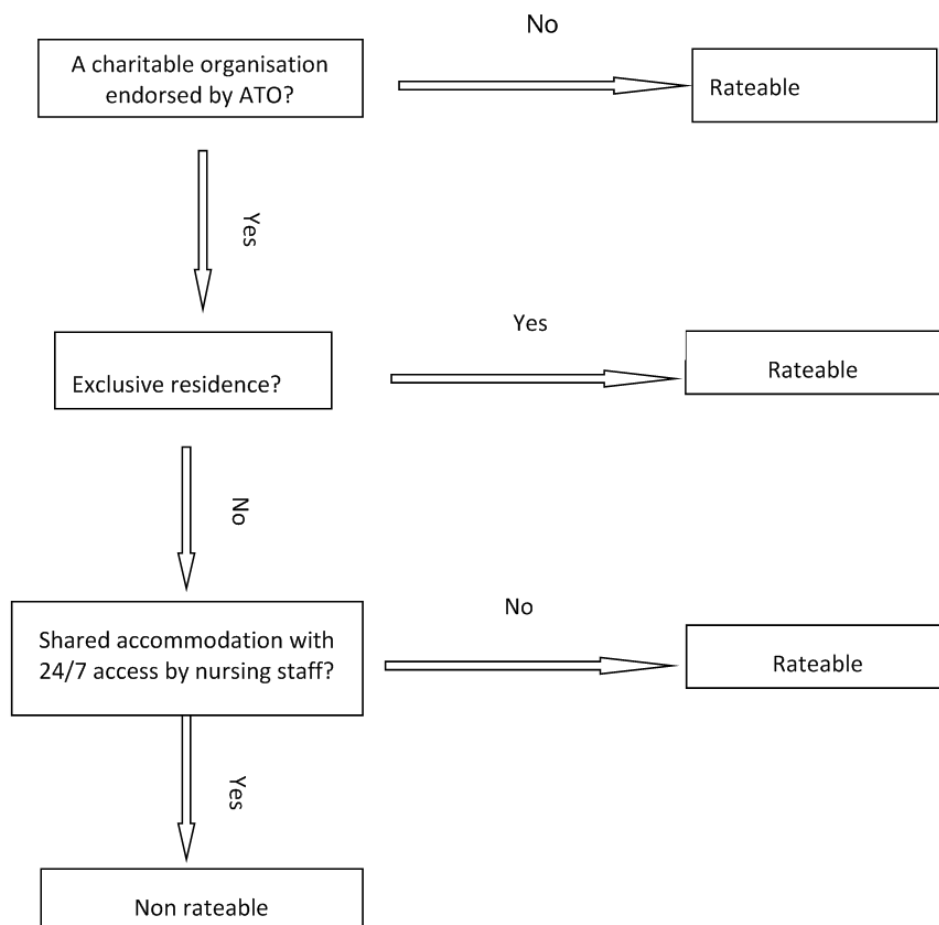 No
A charitable organisation
endorsed by ATO?
Rateable
Yes
Yes
Exclusive residence?
Rateable
No
No
Shared accommodation with
24/7 access by nursing staff?
Rateable
Yes
Non rateable